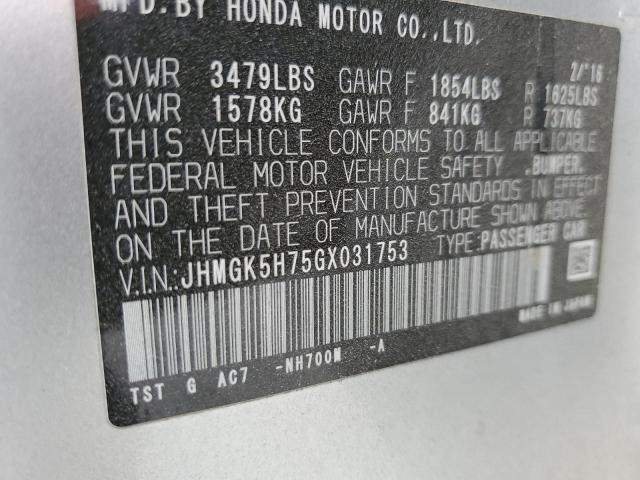 MFD.BY HONDA MOTOR CO.,LTD.
2/'16
GVWR 3479LBS GAWR F 1854LBS R 1625LBS
GVWR 1578KG GAWR F 841KG R 737KG
THIS VEHICLE CONFORMS TO ALL APPLICABLE
FEDERAL MOTOR VEHICLE SAFETY ,BUMPER,
AND THEFT PREVENTION STANDARDS IN EFFECT
ON THE DATE OF MANUFACTURE SHOWN ABOVE.
V.I.N.: JHMGK5H75GX031753 TYPE:PASSENGER CAR
TST G AC7 -NH700M -A
MADE IN JAPAN